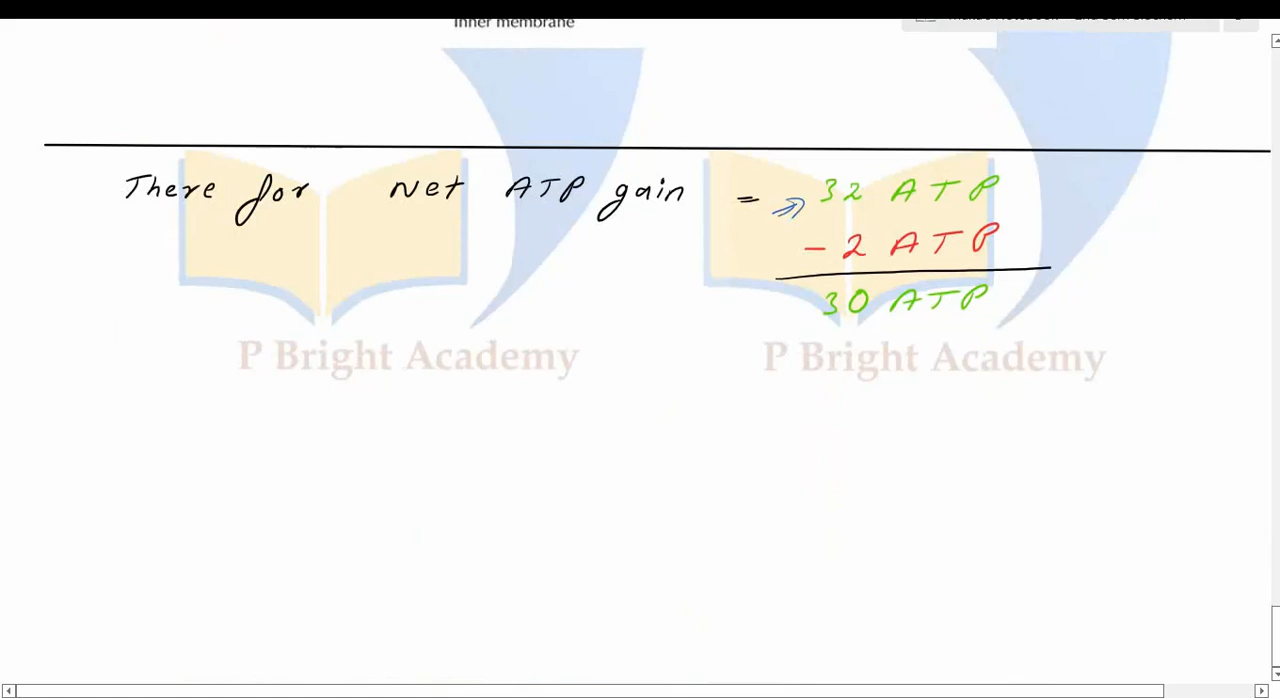 Inner membrane
There for Net ATP gain = ⇒ 32 ATP
- 2 ATP
30 ATP
P Bright Academy P Bright Academy